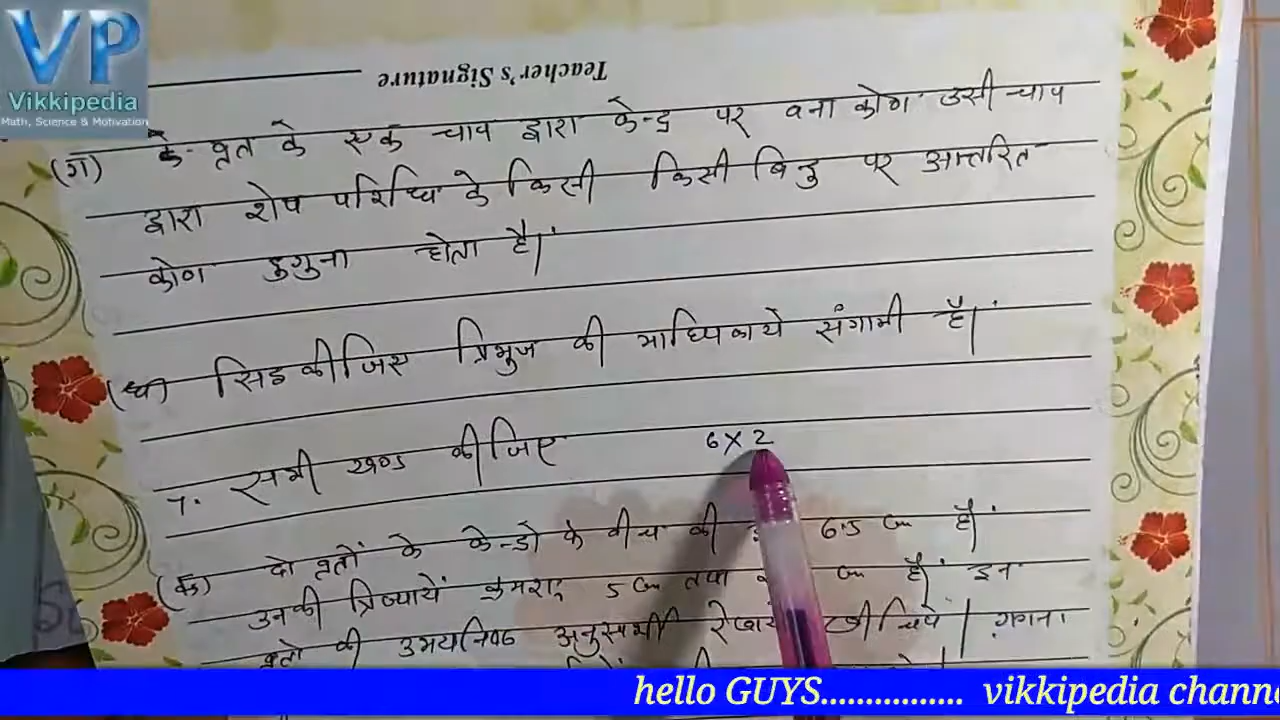 VP
Vikkipedia
Math, Science & Motivation
Teacher's Signature
(ग) के वृत के एक चाप द्वारा केन्द्र पर बना कोण उसी चाप
द्वारा शेष परिधि के किसी किसी बिन्दु पर आन्तरित
कोण दुगुना होता है।
(घ) सिद्ध कीजिए त्रिभुज की माध्यिकायें संगामी है।
7. सभी खण्ड कीजिए 6×2
(क) दो वृतों के केन्द्रो के बीच की 6.5 cm है।
उनकी त्रिज्यायें क्रमशः 5 cm तथा cm है। इन
वृतो की उभयनिष्ठ अनुस्पर्शी रेखायें खीचिये। गणना
hello GUYS................ vikkipedia channe